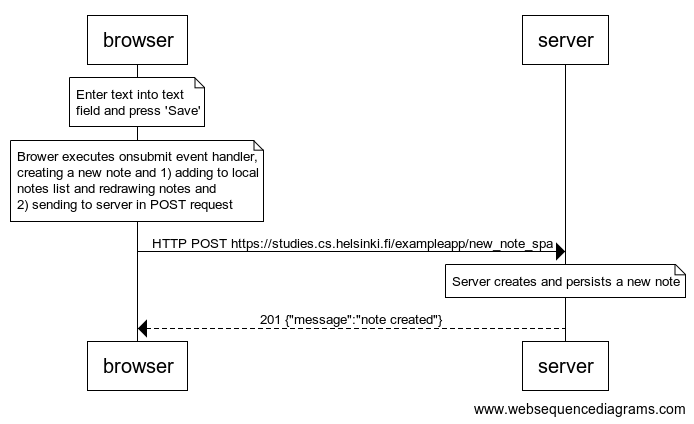 browser
server
Enter text into text
field and press 'Save'
Brower executes onsubmit event handler,
creating a new note and 1) adding to local
notes list and redrawing notes and
2) sending to server in POST request
HTTP POST https://studies.cs.helsinki.fi/exampleapp/new_note_spa
Server creates and persists a new note
201 {"message":"note created"}
browser
server
www.websequencediagrams.com